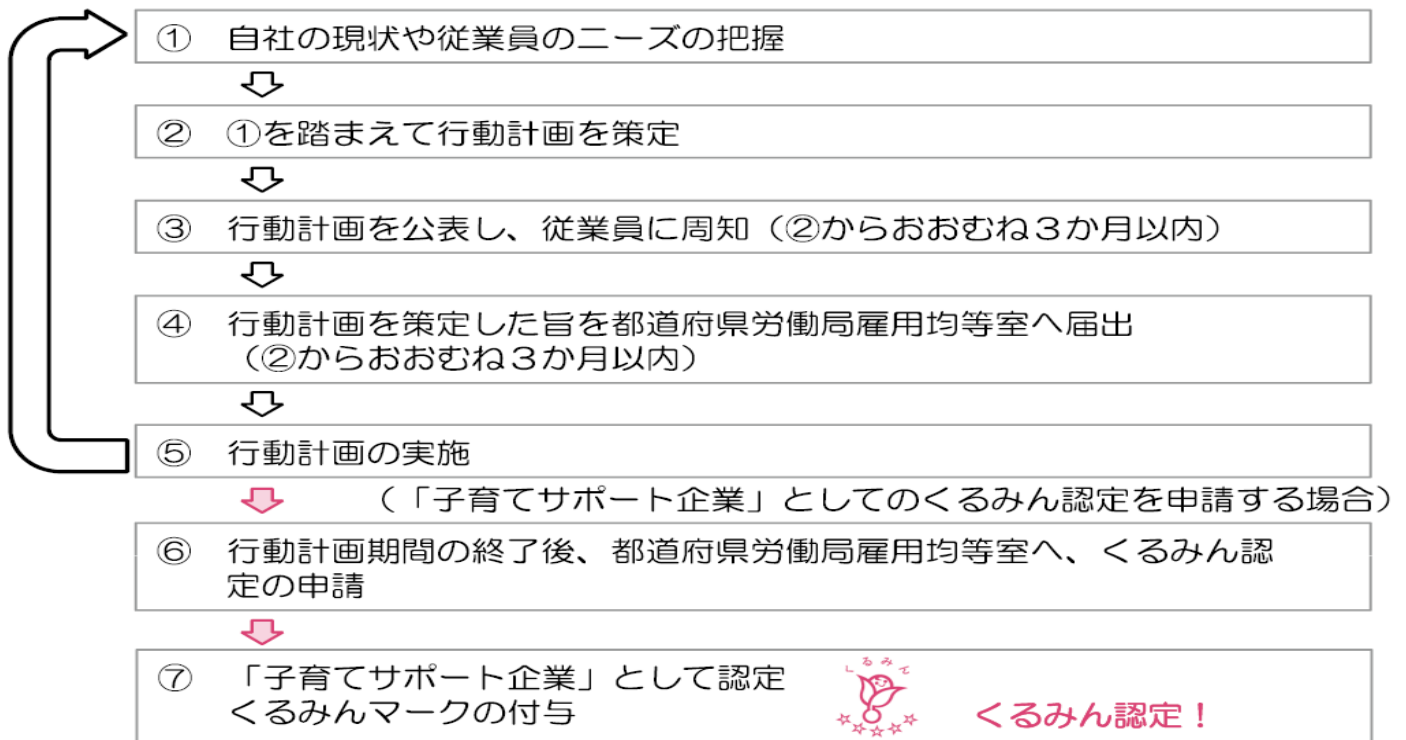 ① 自社の現状や従業員のニーズの把握
② ①を踏まえて行動計画を策定
③ 行動計画を公表し、従業員に周知（②からおおむね３か月以内）
④ 行動計画を策定した旨を都道府県労働局雇用均等室へ届出
（②からおおむね３か月以内）
⑤ 行動計画の実施
（「子育てサポート企業」としてのくるみん認定を申請する場合）
⑥ 行動計画期間の終了後、都道府県労働局雇用均等室へ、くるみん認
定の申請
⑦ 「子育てサポート企業」として認定
くるみんマークの付与
くるみん
くるみん認定！